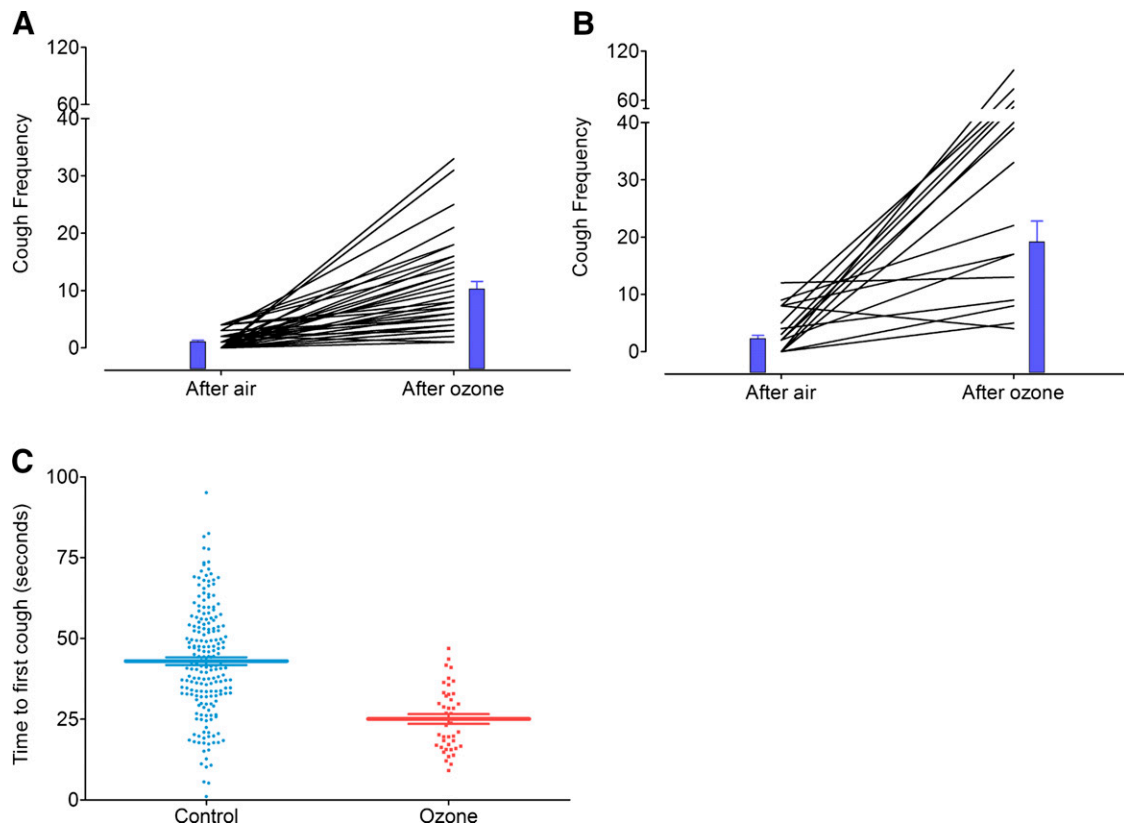 A
120
60
40
30
20
10
0
Cough Frequency
After air
After ozone
B
120
60
40
30
20
10
0
Cough Frequency
After air
After ozone
C
100
75
50
25
0
Time to first cough (seconds)
Control
Ozone